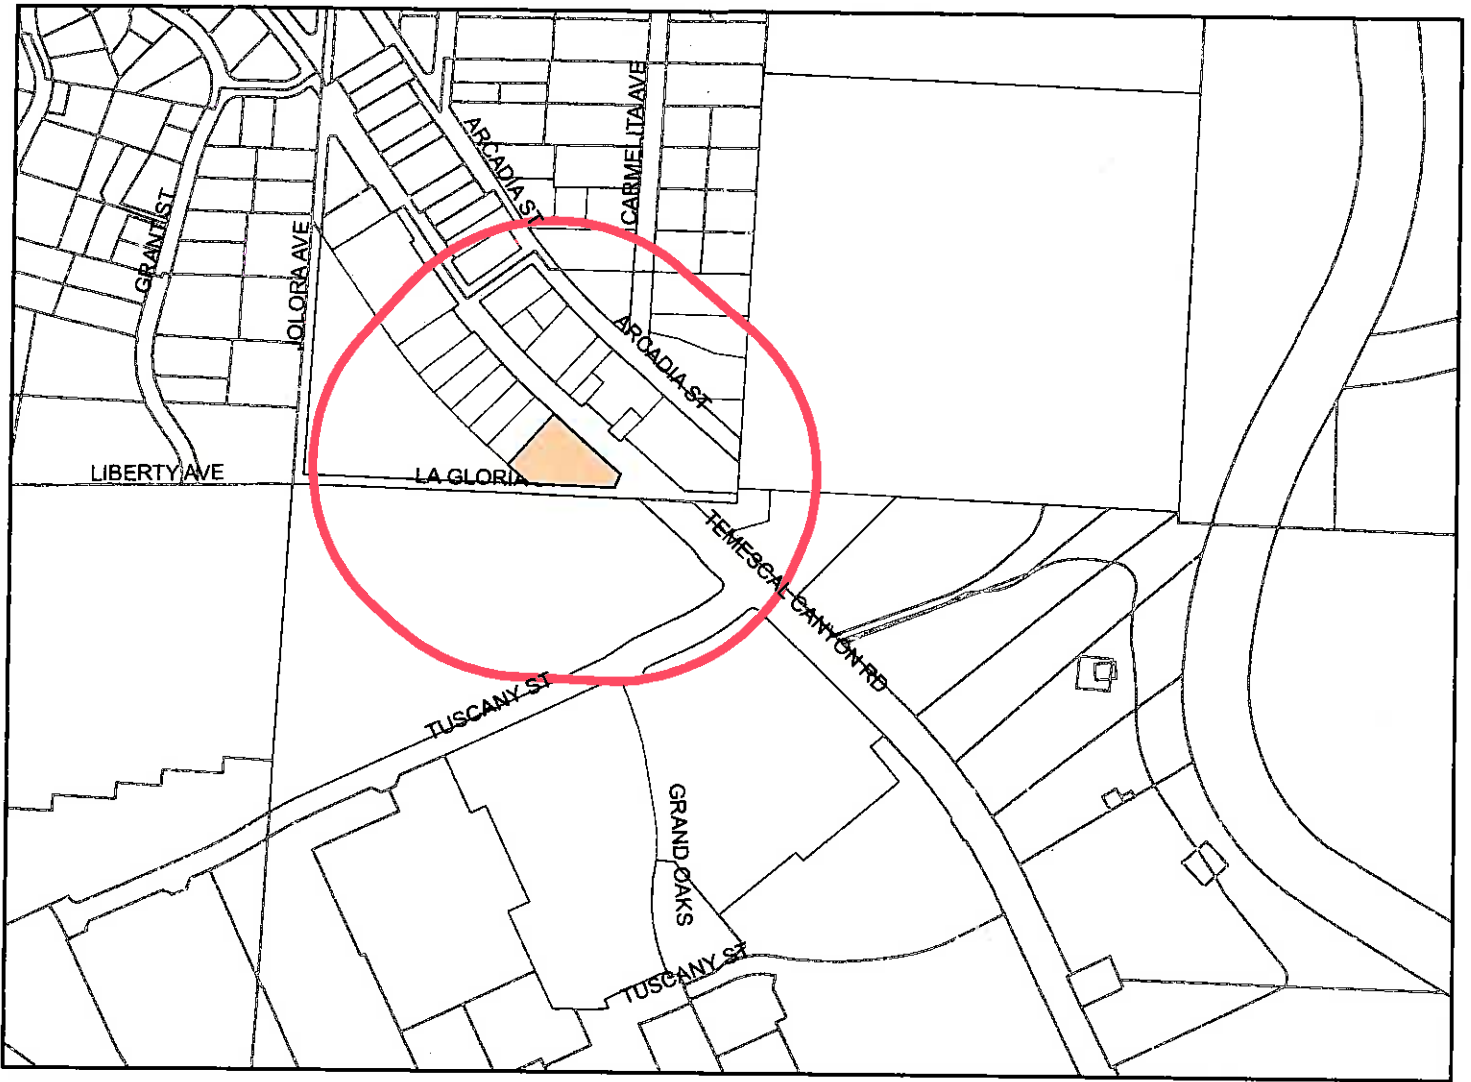 ARCADIA ST
CARMELITA AVE
GRANT ST
JOLORA AVE
ARCADIA ST
LIBERTY AVE
LA GLORIA
TEMESCAL CANYON RD
TUSCANY ST
GRAND OAKS
TUSCANY ST